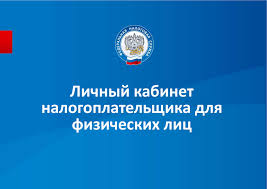 Личный кабинет
налогоплательщика для
физических лиц